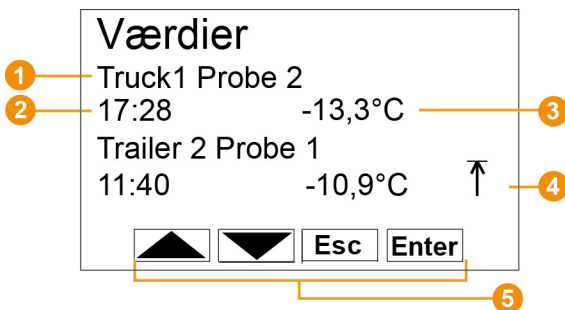 Værdier
1 Truck1 Probe 2
2 17:28 -13,3°C 3
Trailer 2 Probe 1
11:40 -10,9°C 4
Esc Enter
5